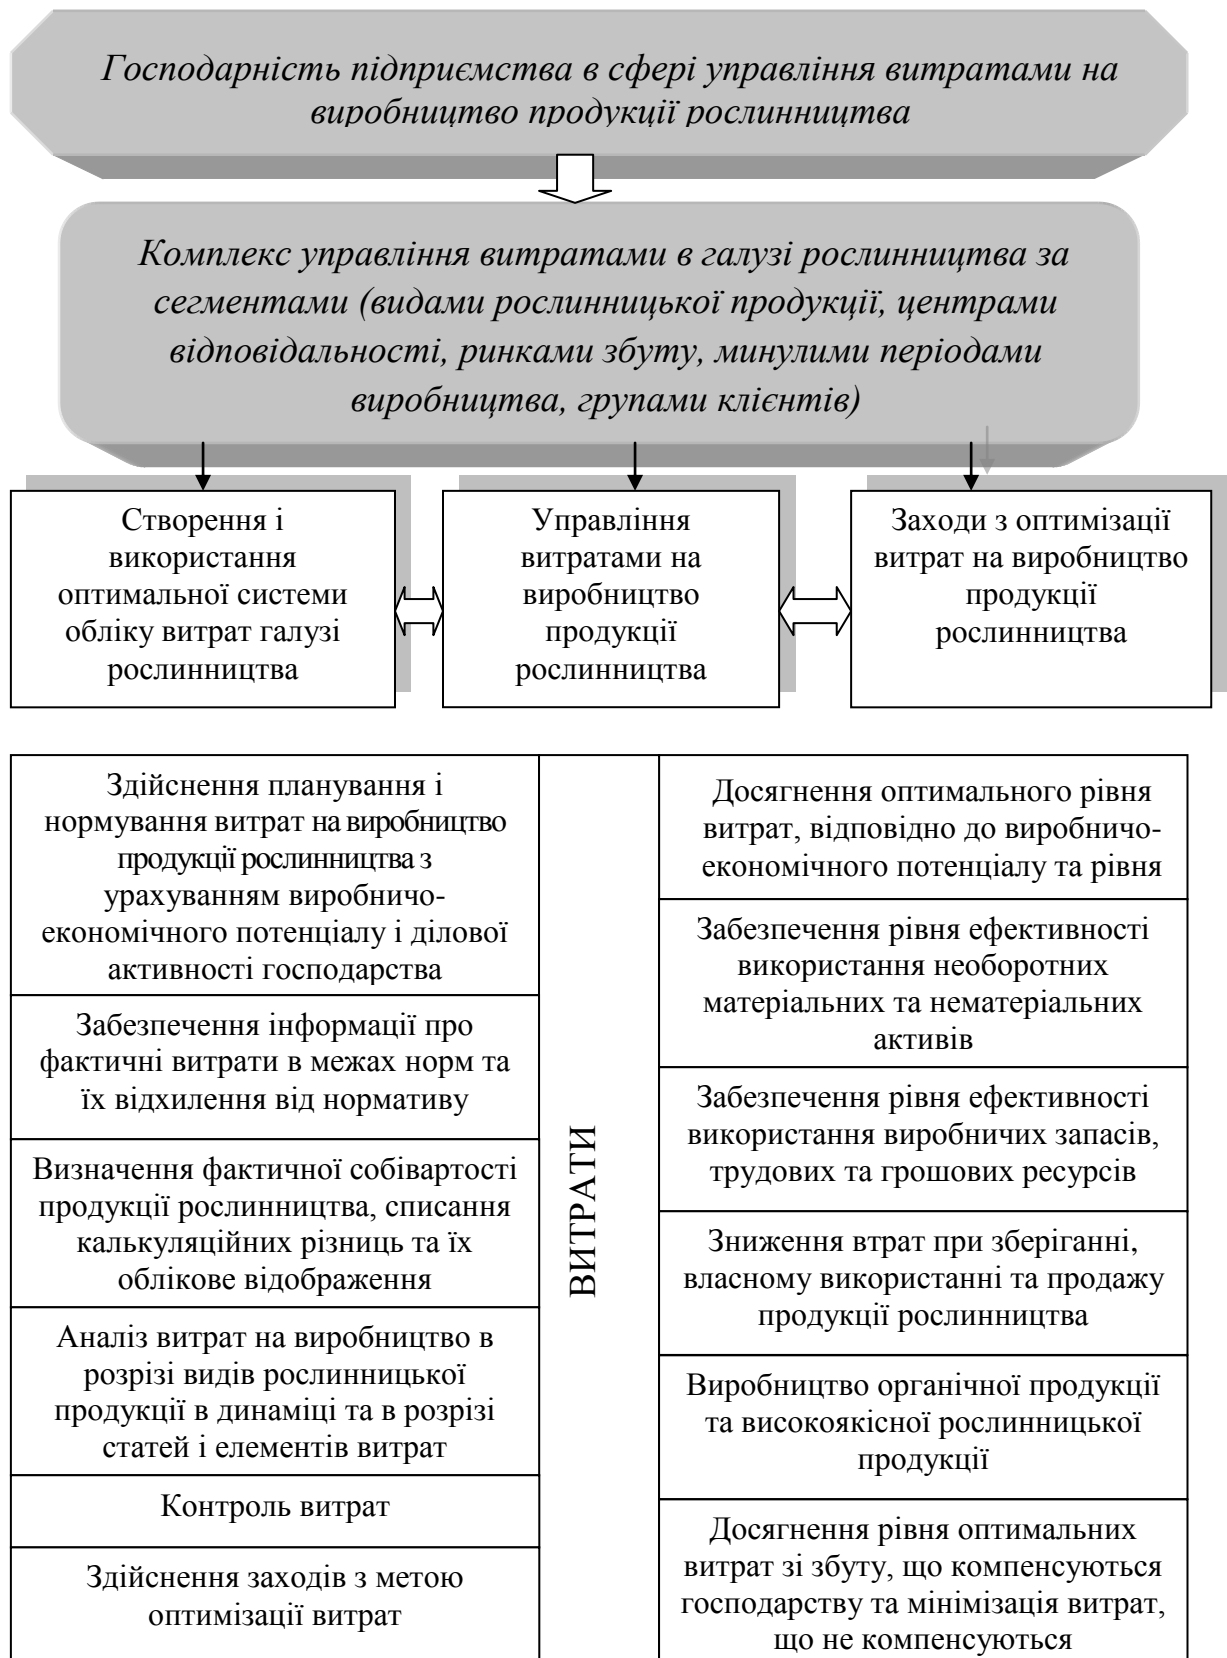 Господарність підприємства в сфері управління витратами на
виробництво продукції рослинництва
Комплекс управління витратами в галузі рослинництва за
сегментами (видами рослинницької продукції, центрами
відповідальності, ринками збуту, минулими періодами
виробництва, групами клієнтів)
Створення і
використання
оптимальної системи
обліку витрат галузі
рослинництва
Управління
витратами на
виробництво
продукції
рослинництва
Заходи з оптимізації
витрат на виробництво
продукції
рослинництва
Здійснення планування і
нормування витрат на виробництво
продукції рослинництва з
урахуванням виробничо-
економічного потенціалу і ділової
активності господарства
Забезпечення інформації про
фактичні витрати в межах норм та
їх відхилення від нормативу
Визначення фактичної собівартості
продукції рослинництва, списання
калькуляційних різниць та їх
облікове відображення
Аналіз витрат на виробництво в
розрізі видів рослинницької
продукції в динаміці та в розрізі
статей і елементів витрат
Контроль витрат
Здійснення заходів з метою
оптимізації витрат
ВИТРАТИ
Досягнення оптимального рівня
витрат, відповідно до виробничо-
економічного потенціалу та рівня
Забезпечення рівня ефективності
використання необоротних
матеріальних та нематеріальних
активів
Забезпечення рівня ефективності
використання виробничих запасів,
трудових та грошових ресурсів
Зниження втрат при зберіганні,
власному використанні та продажу
продукції рослинництва
Виробництво органічної продукції
та високоякісної рослинницької
продукції
Досягнення рівня оптимальних
витрат зі збуту, що компенсуються
господарству та мінімізація витрат,
що не компенсуються